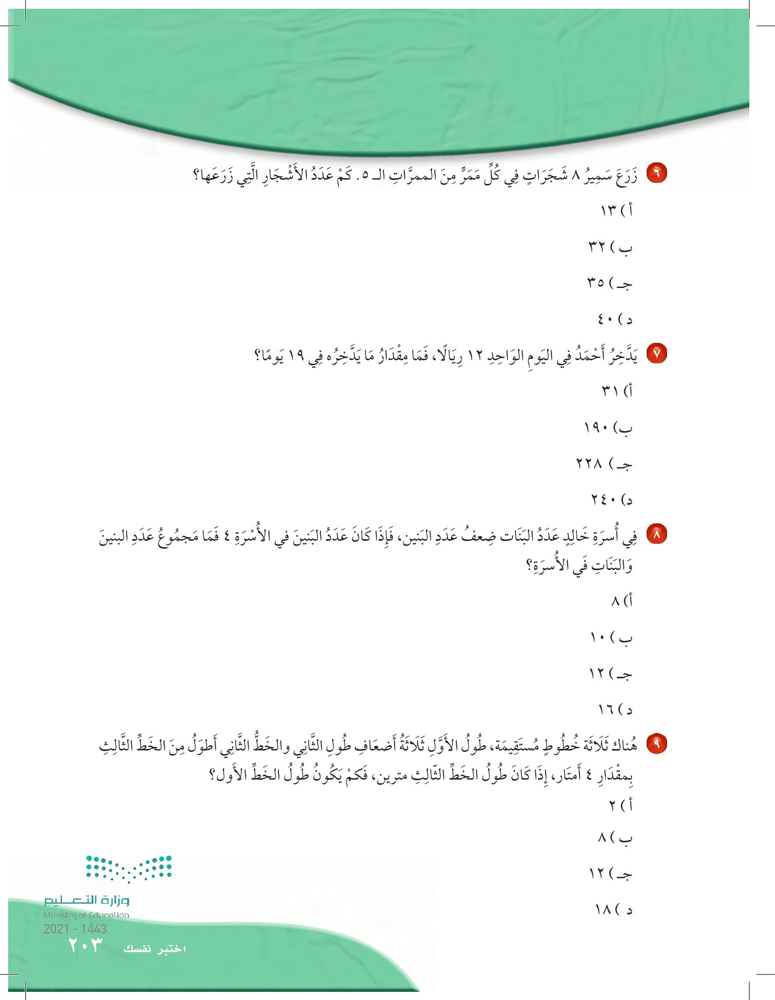 ٦ زَرَعَ سَمِيرُ ٨ شَجَرَاتٍ فِي كُلِّ مَمَرٍّ مِنَ الممرَّاتِ الـ ٥. كَمْ عَدَدُ الأَشْجَارِ الَّتِي زَرَعَها؟
أ ) ١٣
ب ) ٣٢
جـ ) ٣٥
د ) ٤٠
٧ يَدَّخِرُ أَحْمَدُ فِي اليَومِ الوَاحِدِ ١٢ رِيَالًا، فَمَا مِقْدَارُ مَا يَدَّخِرُه فِي ١٩ يَومًا؟
أ) ٣١
ب) ١٩٠
جـ ) ٢٢٨
د) ٢٤٠
٨ فِي أُسرَةِ خَالِدٍ عَدَدُ البَنَات ضِعفُ عَدَدِ البَنين، فَإِذَا كَانَ عَدَدُ البَنينَ في الأُسْرَةِ ٤ فَمَا مَجمُوعُ عَدَدِ البنينَ
وَالبَنَاتِ فَي الأُسرَةِ؟
أ) ٨
ب ) ١٠
جـ ) ١٢
د ) ١٦
٩ هُناك ثَلَاثَة خُطُوطٍ مُستَقِيمَة، طُولُ الأَوَّلِ ثَلَاثَةُ أَضعَافِ طُولِ الثَّانِي والخَطُّ الثَّانِي أَطوَلُ مِنَ الخَطِّ الثَّالِثِ
بِمقْدَارِ ٤ أَمتَار، إِذَا كَانَ طُولُ الخَطِّ الثّالِثِ مترين، فَكمْ يَكُونُ طُولُ الخَطِّ الأَول؟
أ ) ٢
ب ) ٨
جـ ) ١٢
د ) ١٨
وزارة التعليم
Ministry of Education
2021 - 1443
اختبر نفسك ٢٠٣